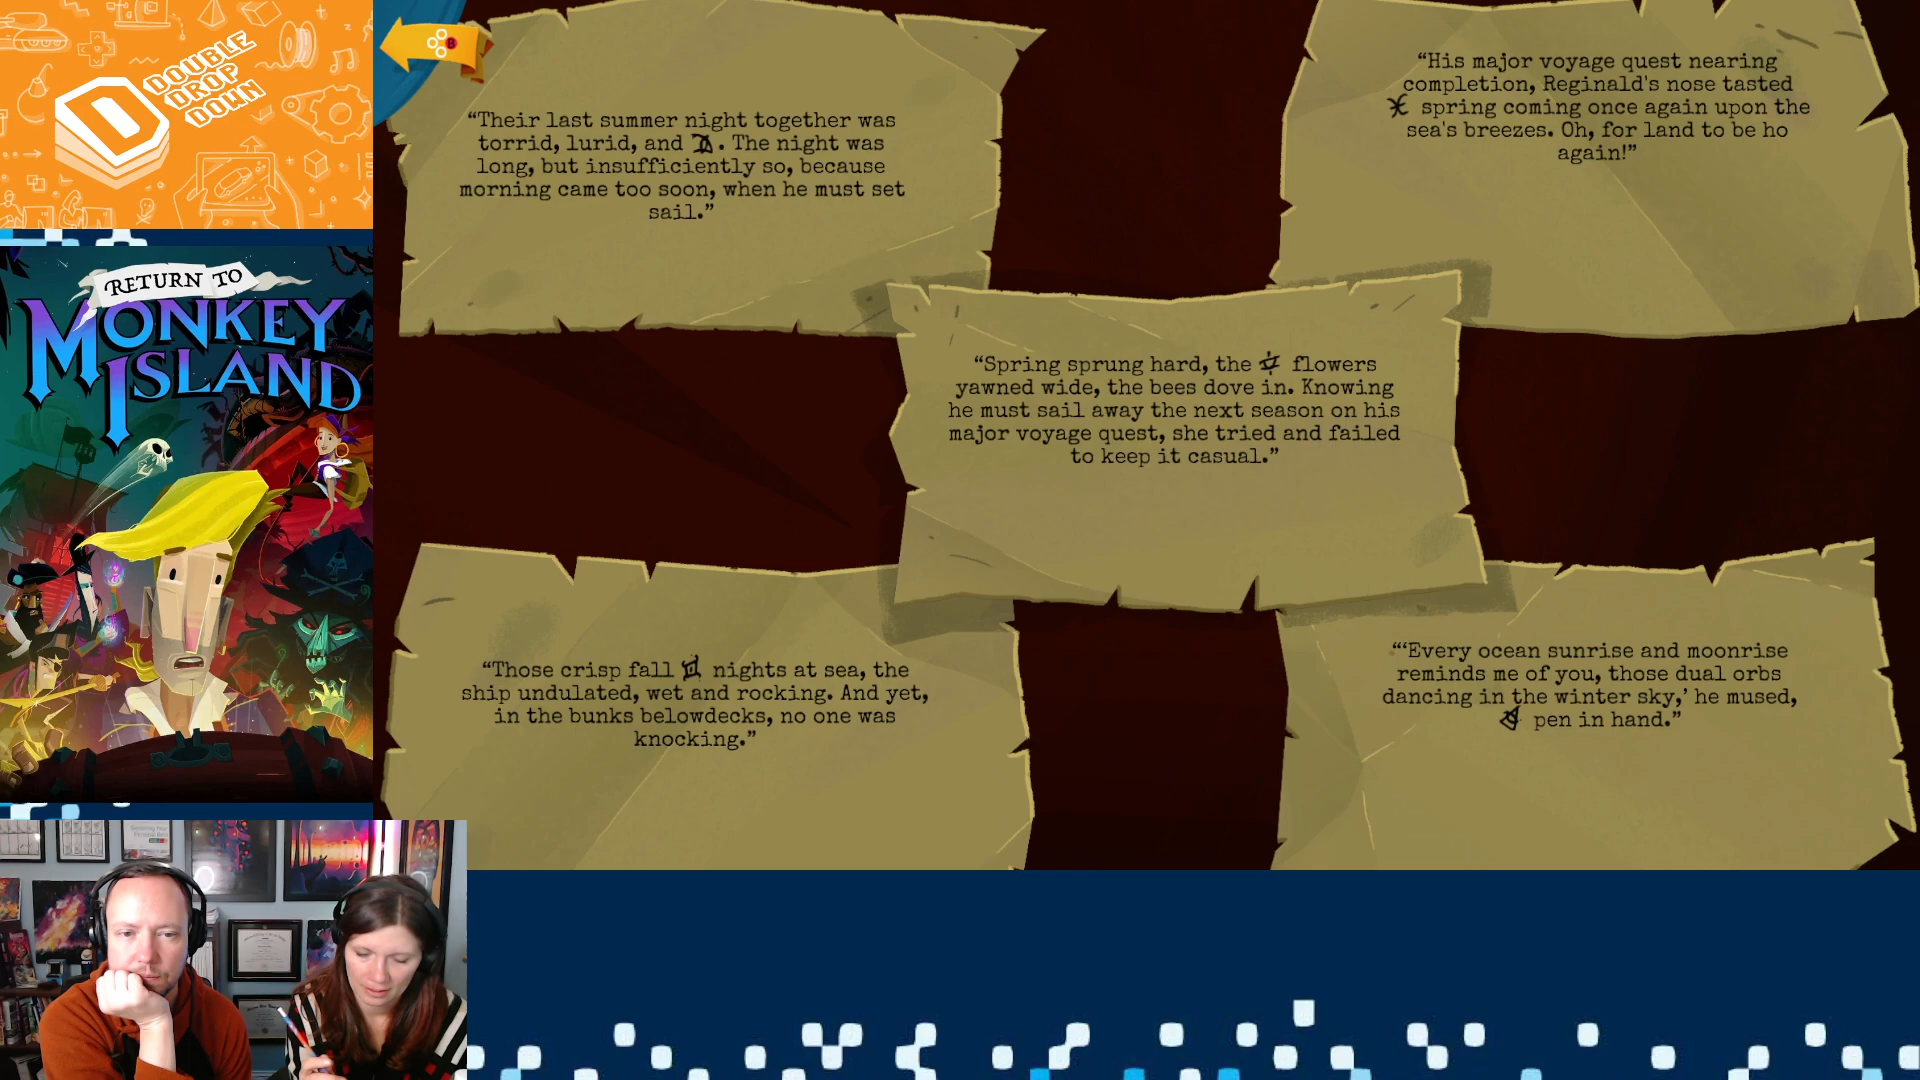 DOUBLE
DROP
DOWN
RETURN TO
MONKEY
ISLAND
“Their last summer night together was
torrid, lurid, and . The night was
long, but insufficiently so, because
morning came too soon, when he must set
sail.”
“His major voyage quest nearing
completion, Reginald's nose tasted
spring coming once again upon the
sea's breezes. Oh, for land to be ho
again!”
“Spring sprung hard, the flowers
yawned wide, the bees dove in. Knowing
he must sail away the next season on his
major voyage quest, she tried and failed
to keep it casual.”
“Those crisp fall nights at sea, the
ship undulated, wet and rocking. And yet,
in the bunks belowdecks, no one was
knocking.”
“‘Every ocean sunrise and moonrise
reminds me of you, those dual orbs
dancing in the winter sky,’ he mused,
pen in hand.”